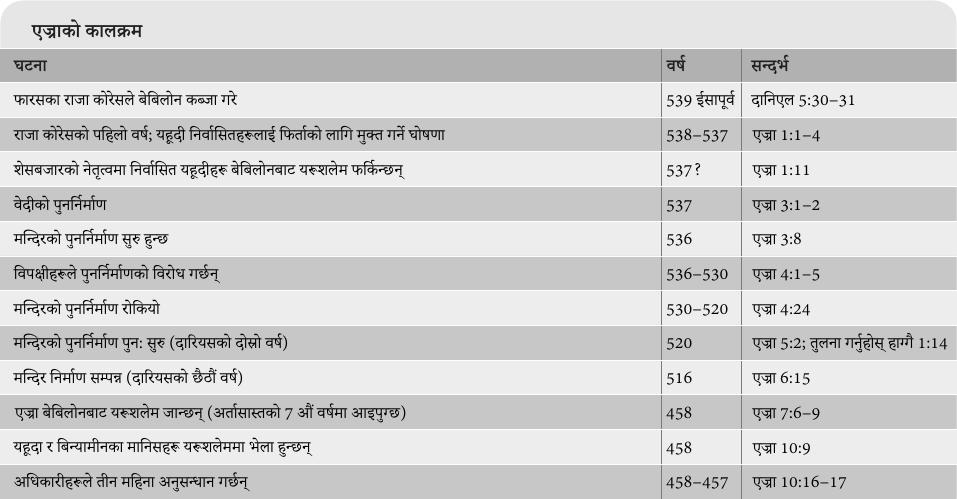 एज्राको कालक्रम
घटना वर्ष सन्दर्भ
फारसका राजा कोरेसले बेबिलोन कब्जा गरे 539 ईसापूर्व दानिएल 5:30–31
राजा कोरेसको पहिलो वर्ष; यहूदी निर्वासितहरूलाई फिर्ताको लागि मुक्त गर्ने घोषणा 538–537 एज्रा 1:1–4
शेसबजारको नेतृत्वमा निर्वासित यहूदीहरू बेबिलोनबाट यरूशलेम फर्किन्छन् 537? एज्रा 1:11
वेदीको पुनर्निर्माण 537 एज्रा 3:1–2
मन्दिरको पुनर्निर्माण सुरु हुन्छ 536 एज्रा 3:8
विपक्षीहरूले पुनर्निर्माणको विरोध गर्छन् 536–530 एज्रा 4:1–5
मन्दिरको पुनर्निर्माण रोकियो 530–520 एज्रा 4:24
मन्दिरको पुनर्निर्माण पुन: सुरु (दारियसको दोस्रो वर्ष) 520 एज्रा 5:2; तुलना गर्नुहोस् हाग्गै 1:14
मन्दिर निर्माण सम्पन्न (दारियसको छैठौं वर्ष) 516 एज्रा 6:15
एज्रा बेबिलोनबाट यरूशलेम जान्छन् (अर्तासास्तको 7 औं वर्षमा आइपुग्छ) 458 एज्रा 7:6–9
यहूदा र बिन्यामीनका मानिसहरू यरूशलेममा भेला हुन्छन् 458 एज्रा 10:9
अधिकारीहरूले तीन महिना अनुसन्धान गर्छन् 458–457 एज्रा 10:16–17